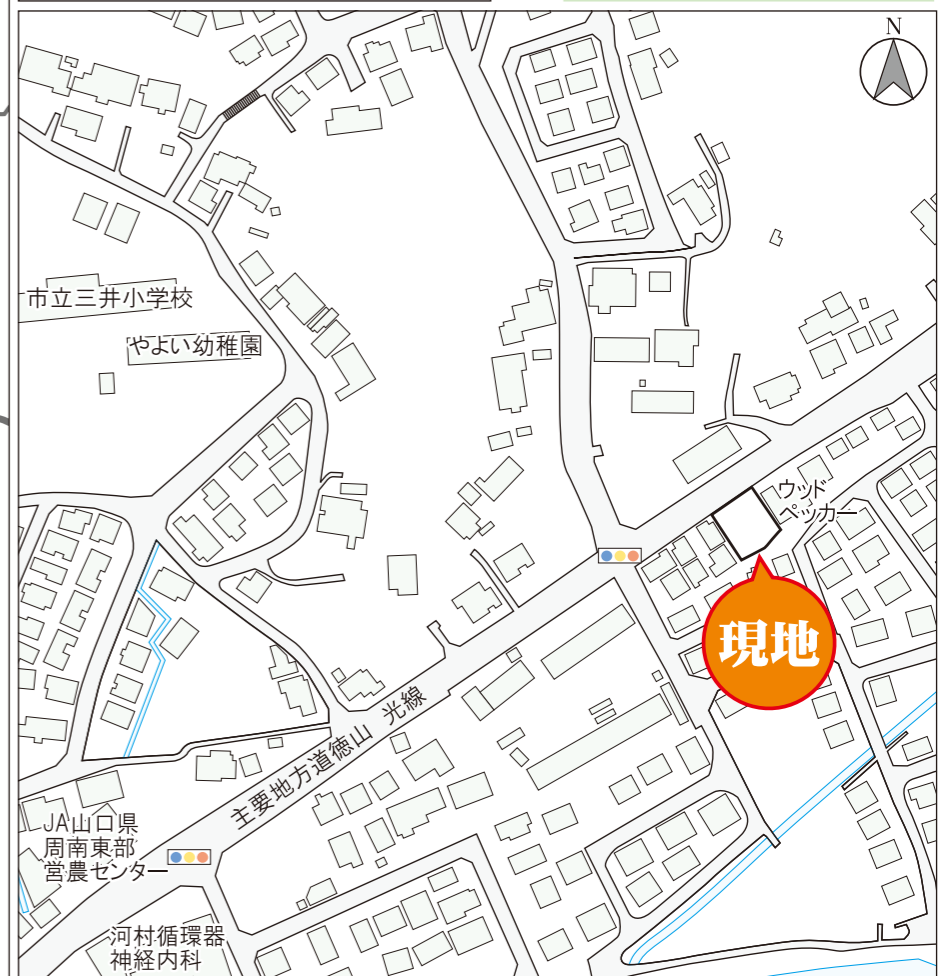 N
市立三井小学校
やよい幼稚園
ウッド
ペッカー
現地
主要地方道徳山 光線
JA山口県
周南東部
営農センター
河村循環器
神経内科